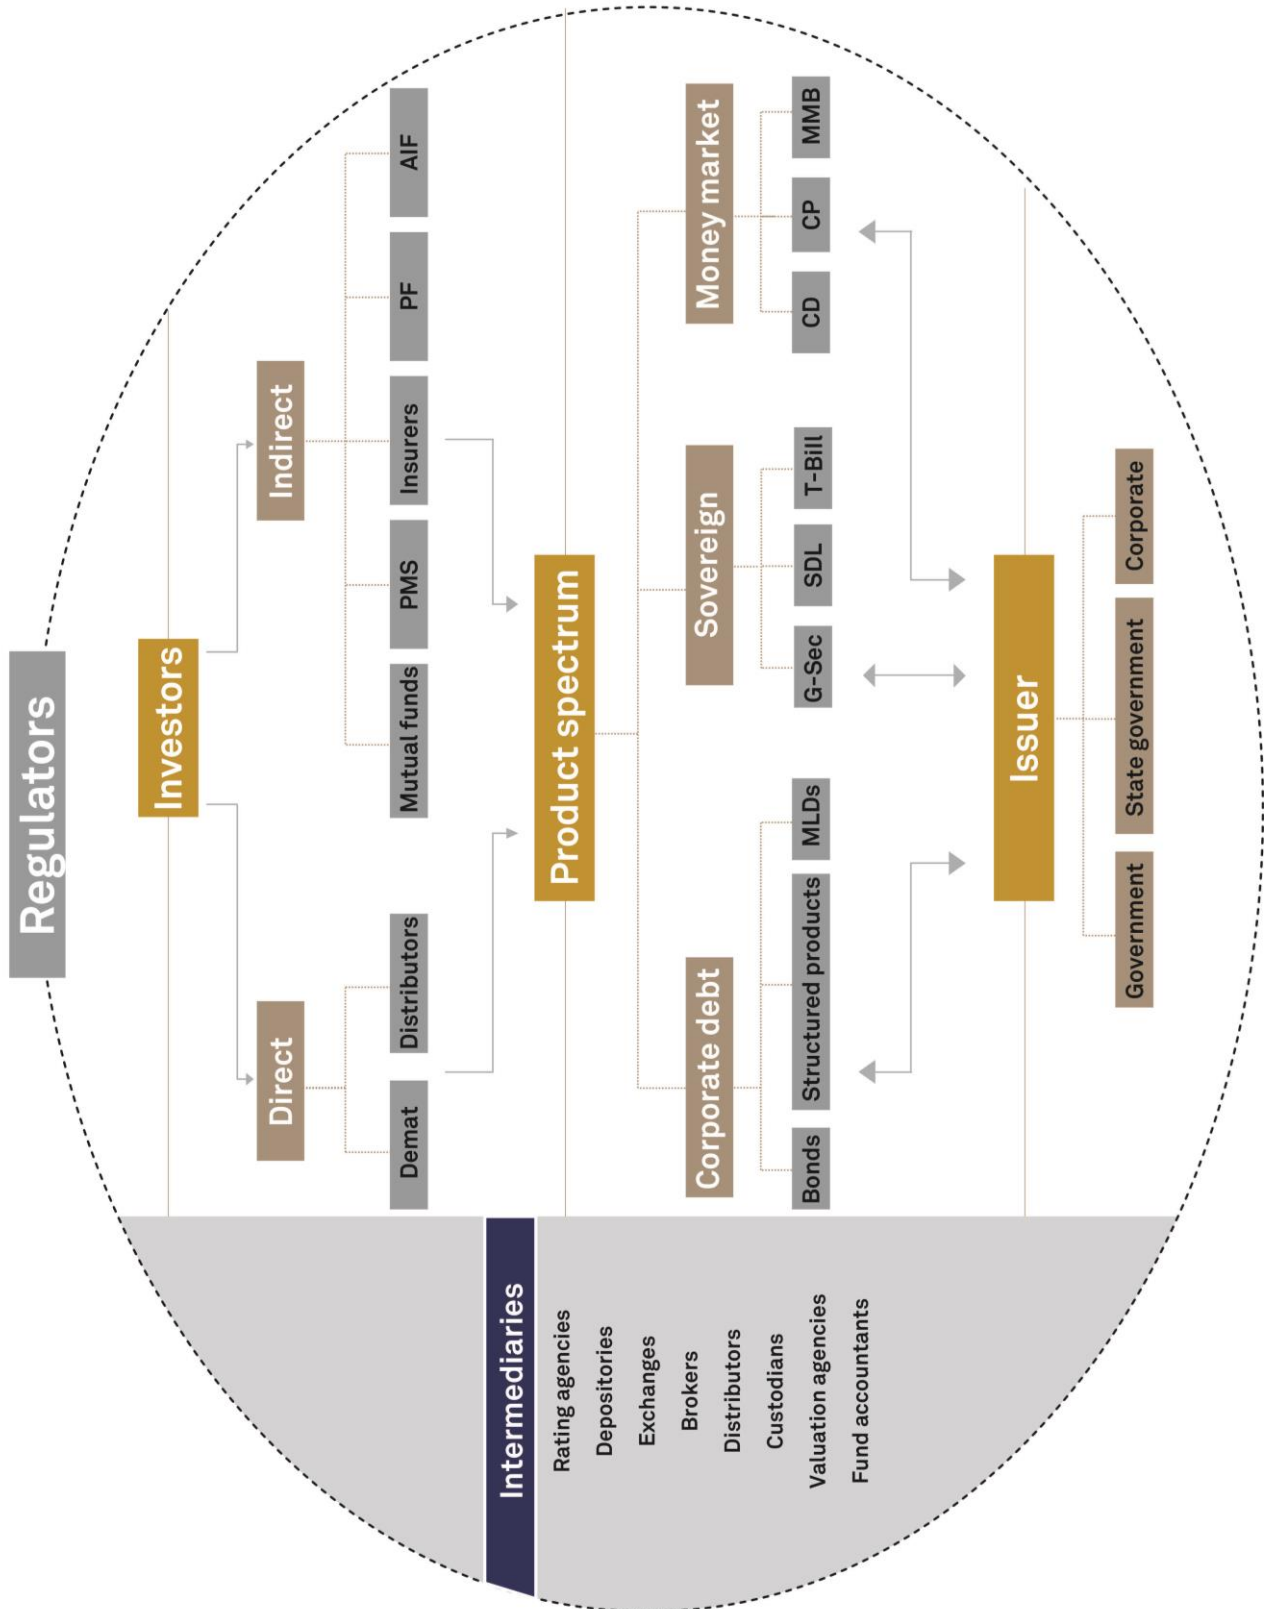 Regulators
Investors
Direct
Indirect
Demat
Distributors
Mutual funds
PMS
Insurers
PF
AIF
Intermediaries
Rating agencies
Depositories
Exchanges
Brokers
Distributors
Custodians
Valuation agencies
Fund accountants
Product spectrum
Corporate debt
Sovereign
Money market
Bonds
Structured products
MLDs
G-Sec
SDL
T-Bill
CD
CP
MMB
Issuer
Government
State government
Corporate